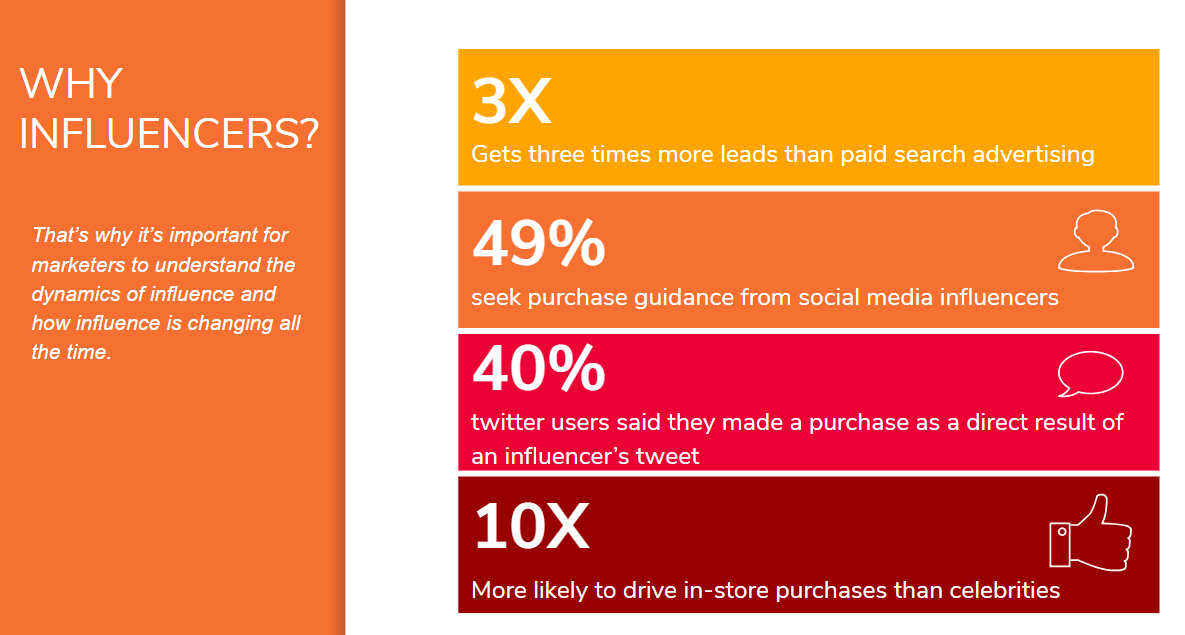 WHY
INFLUENCERS?
That’s why it’s important for
marketers to understand the
dynamics of influence and
how influence is changing all
the time.
3X
Gets three times more leads than paid search advertising
49%
seek purchase guidance from social media influencers
40%
twitter users said they made a purchase as a direct result of
an influencer’s tweet
10X
More likely to drive in-store purchases than celebrities